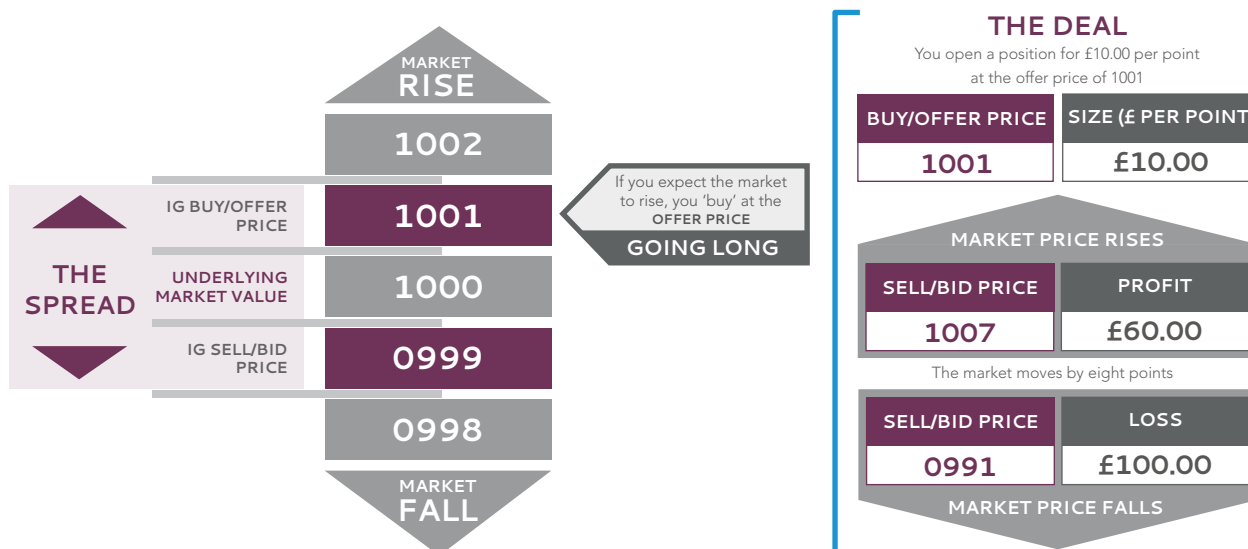 MARKET
RISE
1002
1001
1000
0999
0998
MARKET
FALL
THE
SPREAD
IG BUY/OFFER
PRICE
UNDERLYING
MARKET VALUE
IG SELL/BID
PRICE
If you expect the market
to rise, you ‘buy’ at the
OFFER PRICE
GOING LONG
THE DEAL
You open a position for £10.00 per point
at the offer price of 1001
BUY/OFFER PRICE
SIZE (£ PER POINT
1001
£10.00
MARKET PRICE RISES
SELL/BID PRICE
PROFIT
1007
£60.00
The market moves by eight points
SELL/BID PRICE
LOSS
0991
£100.00
MARKET PRICE FALLS